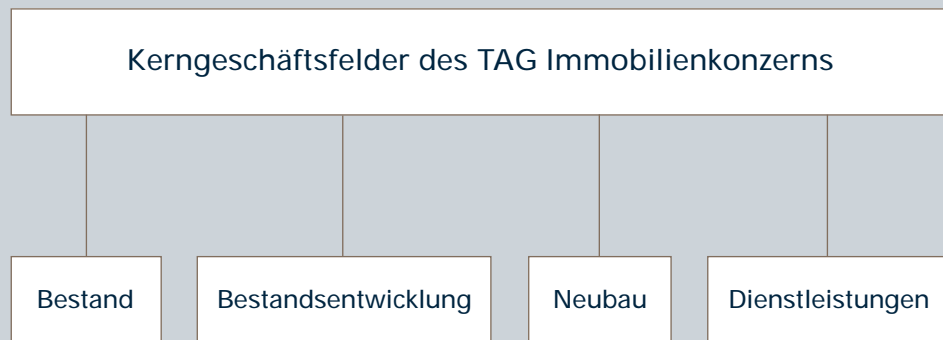 Kerngeschäftsfelder des TAG Immobilienkonzerns
Bestand
Bestandsentwicklung
Neubau
Dienstleistungen